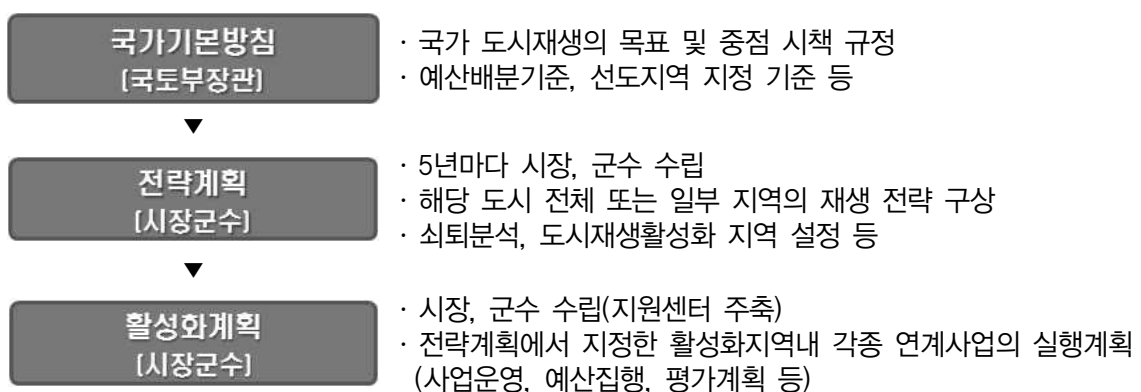 국가기본방침
(국토부장관)
· 국가 도시재생의 목표 및 중점 시책 규정
· 예산배분기준, 선도지역 지정 기준 등
▼
전략계획
(시장군수)
· 5년마다 시장, 군수 수립
· 해당 도시 전체 또는 일부 지역의 재생 전략 구상
· 쇠퇴분석, 도시재생활성화 지역 설정 등
▼
활성화계획
(시장군수)
· 시장, 군수 수립(지원센터 주축)
· 전략계획에서 지정한 활성화지역내 각종 연계사업의 실행계획
(사업운영, 예산집행, 평가계획 등)